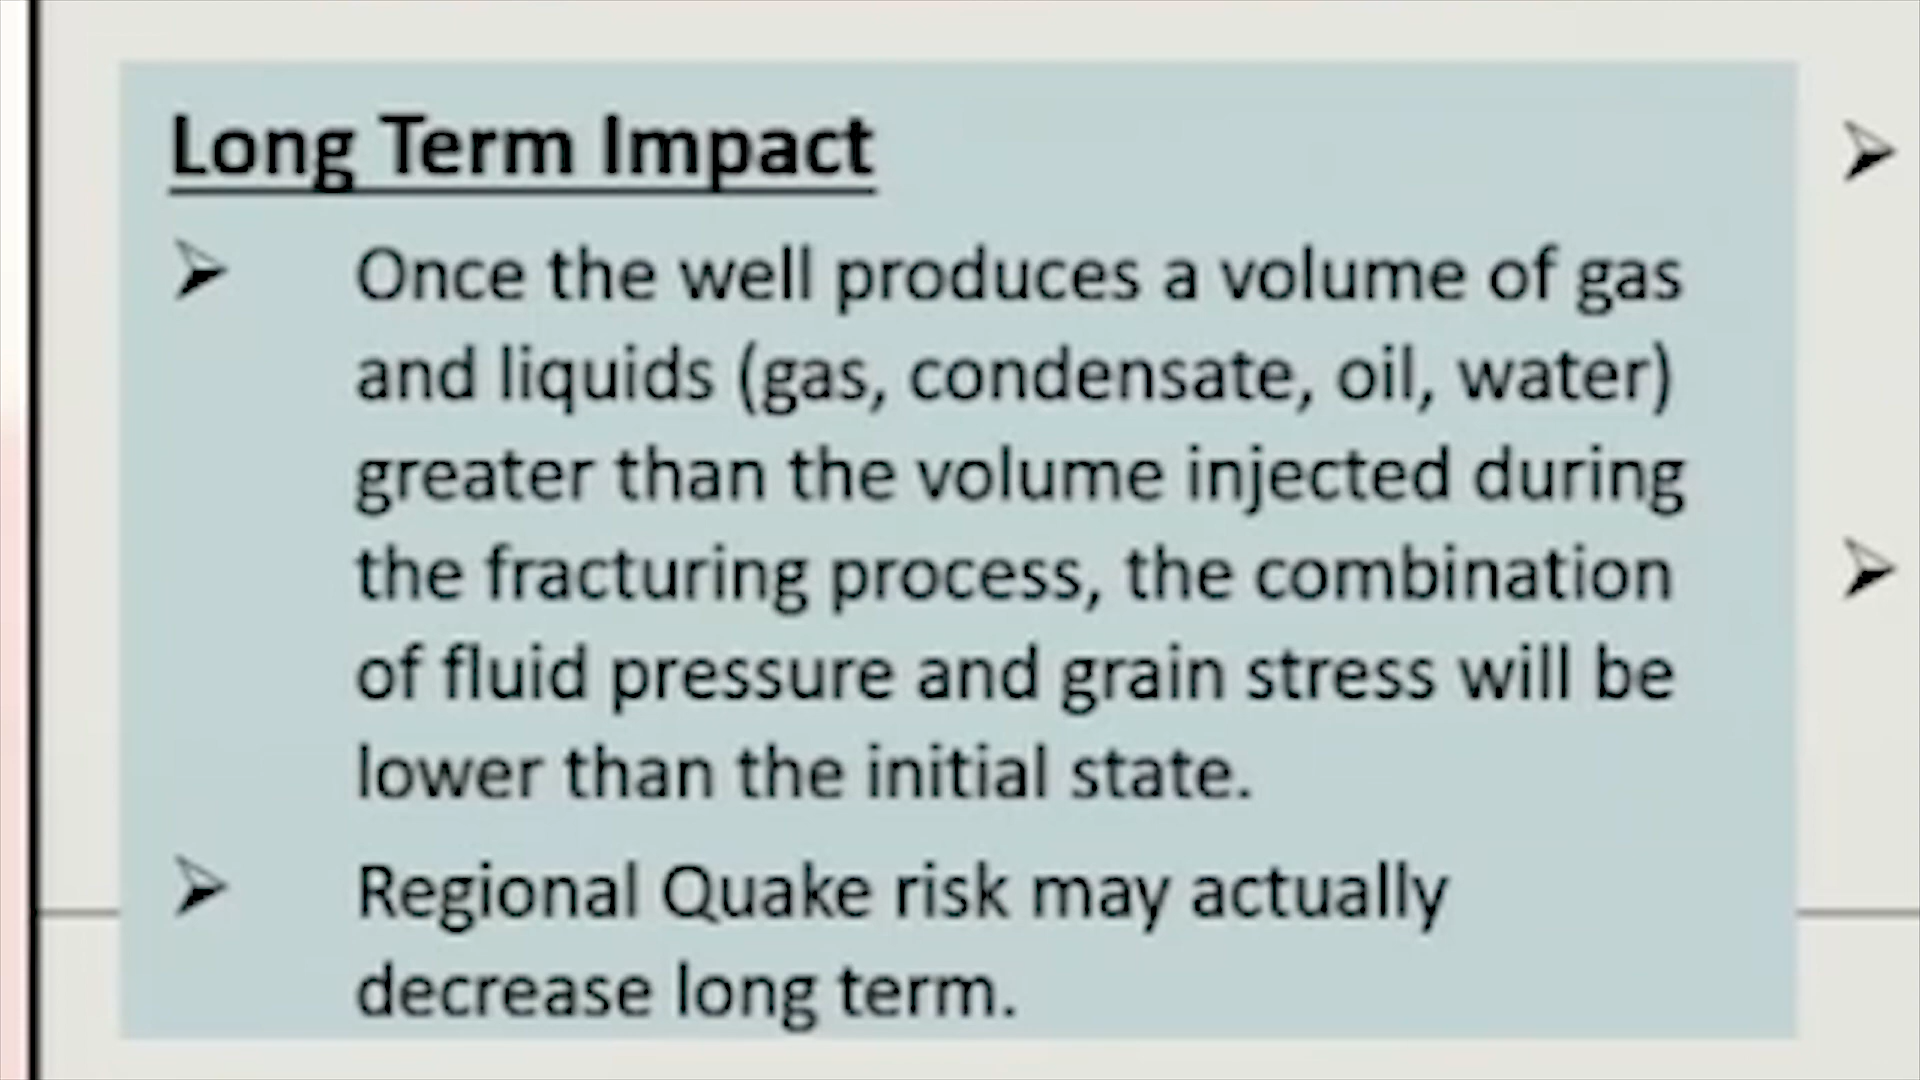 Long Term Impact
Once the well produces a volume of gas
and liquids (gas, condensate, oil, water)
greater than the volume injected during
the fracturing process, the combination
of fluid pressure and grain stress will be
lower than the initial state.
Regional Quake risk may actually
decrease long term.